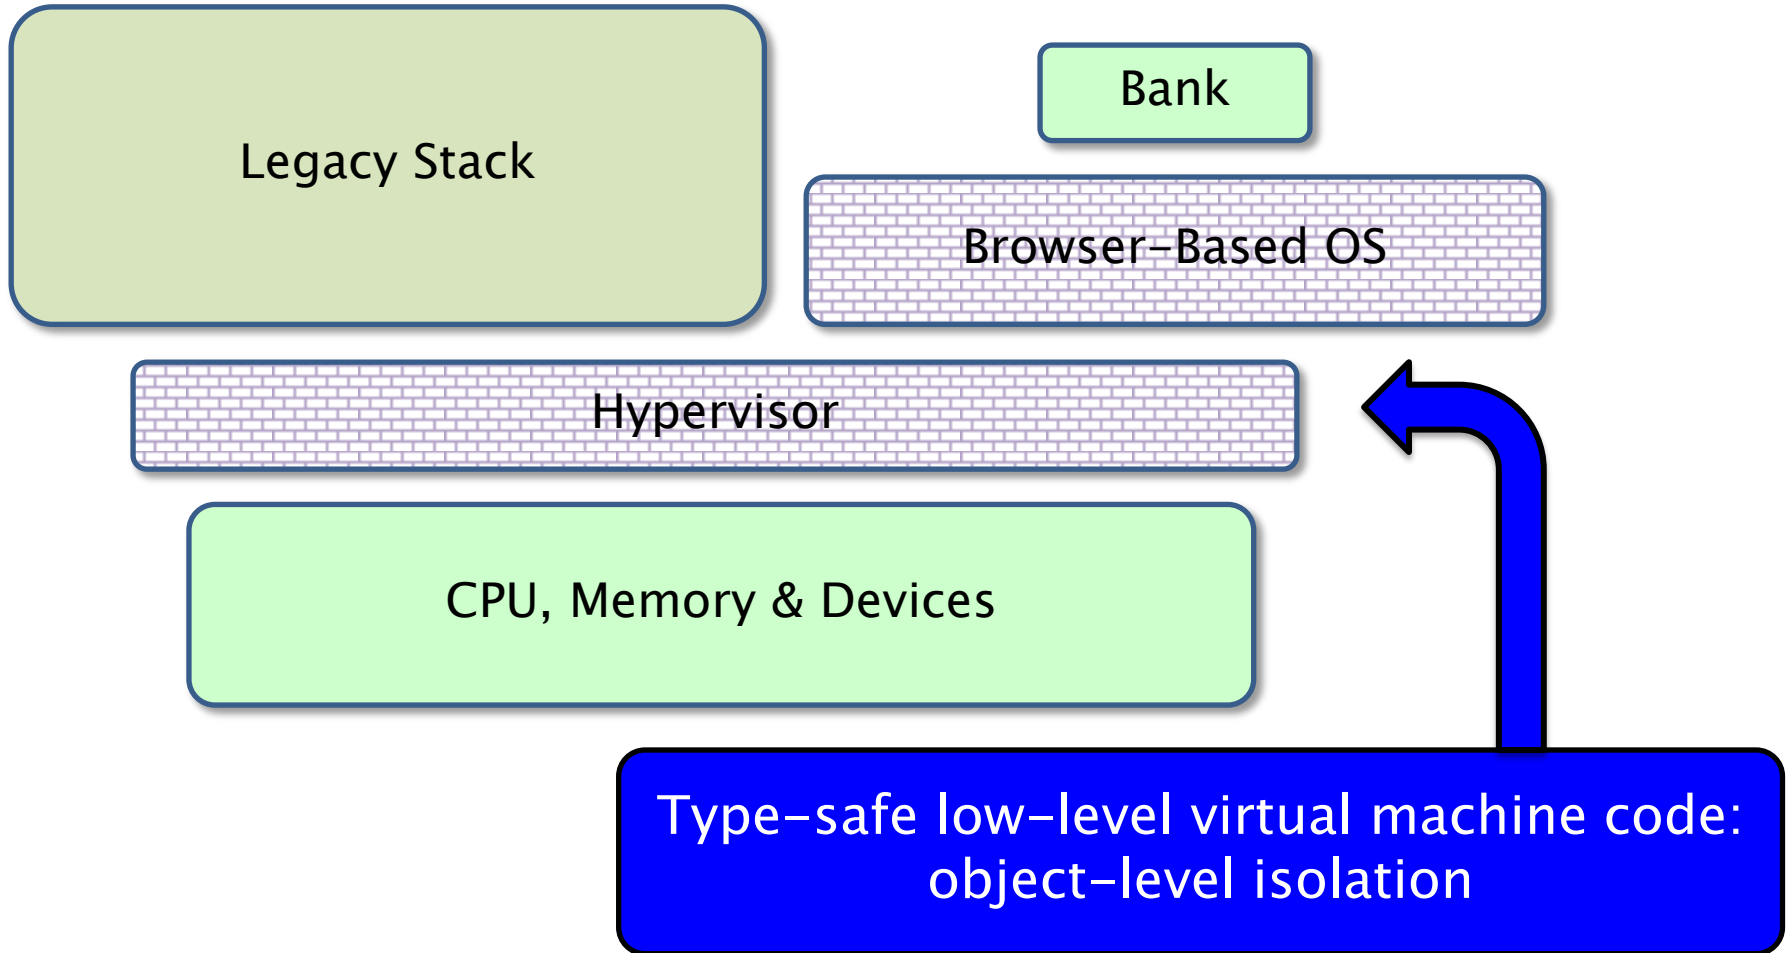 Legacy Stack
Bank
Browser-Based OS
Hypervisor
CPU, Memory & Devices
Type-safe low-level virtual machine code:
object-level isolation